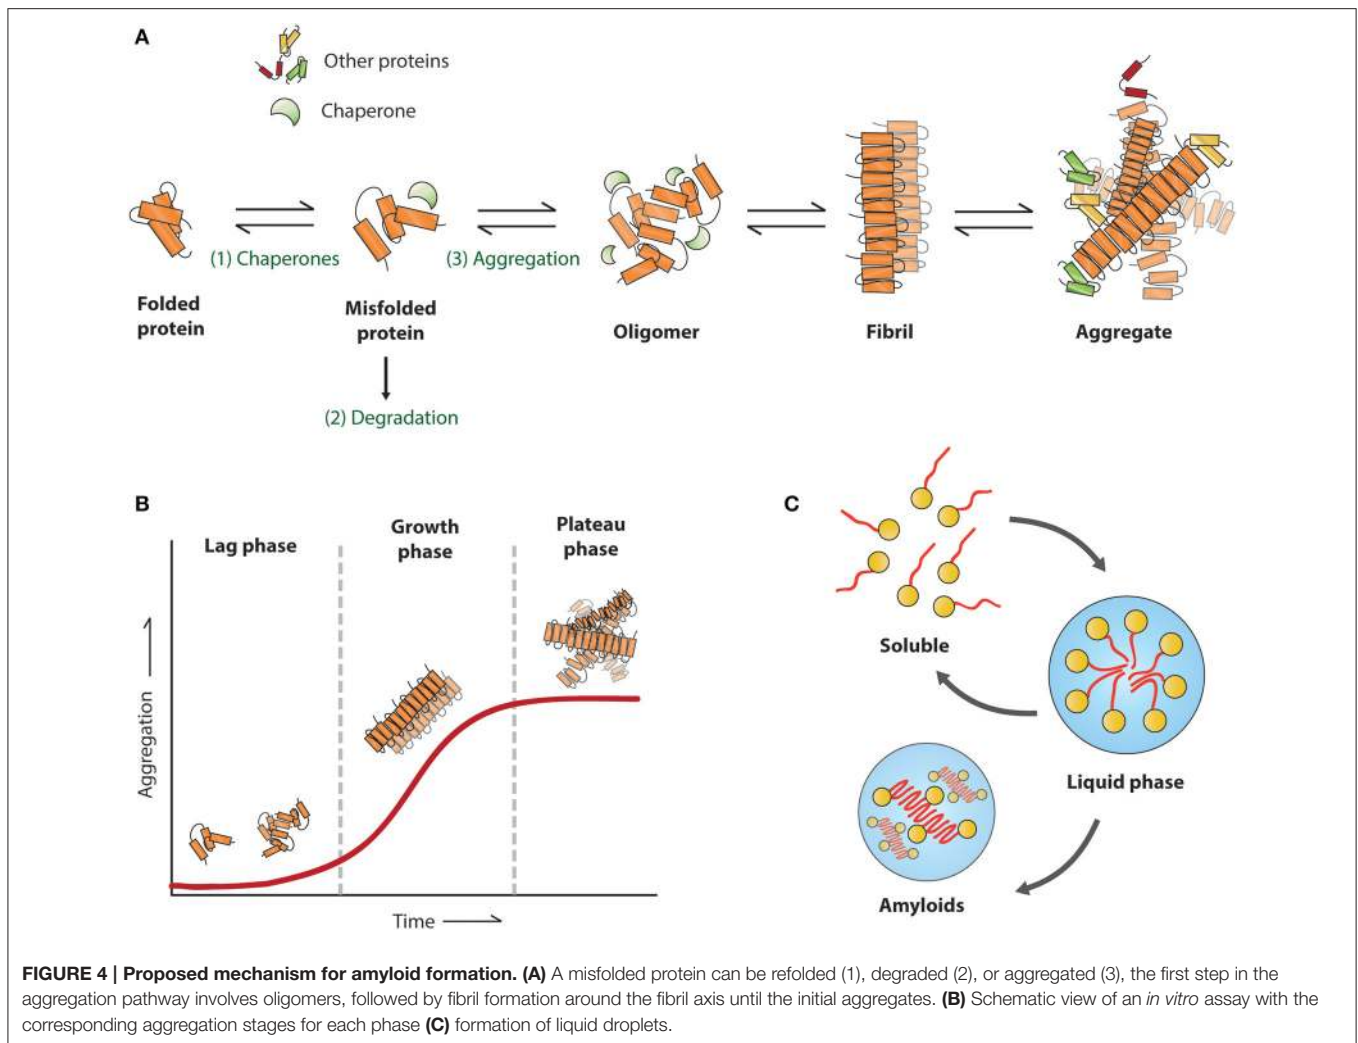 A
Other proteins
Chaperone
(1) Chaperones
(3) Aggregation
Folded
protein
Misfolded
protein
Oligomer
Fibril
Aggregate
(2) Degradation
B
Lag phase
Growth
phase
Plateau
phase
Aggregation
Time
C
Soluble
Liquid phase
Amyloids
FIGURE 4 | Proposed mechanism for amyloid formation. (A) A misfolded protein can be refolded (1), degraded (2), or aggregated (3), the first step in the
aggregation pathway involves oligomers, followed by fibril formation around the fibril axis until the initial aggregates. (B) Schematic view of an in vitro assay with the
corresponding aggregation stages for each phase (C) formation of liquid droplets.